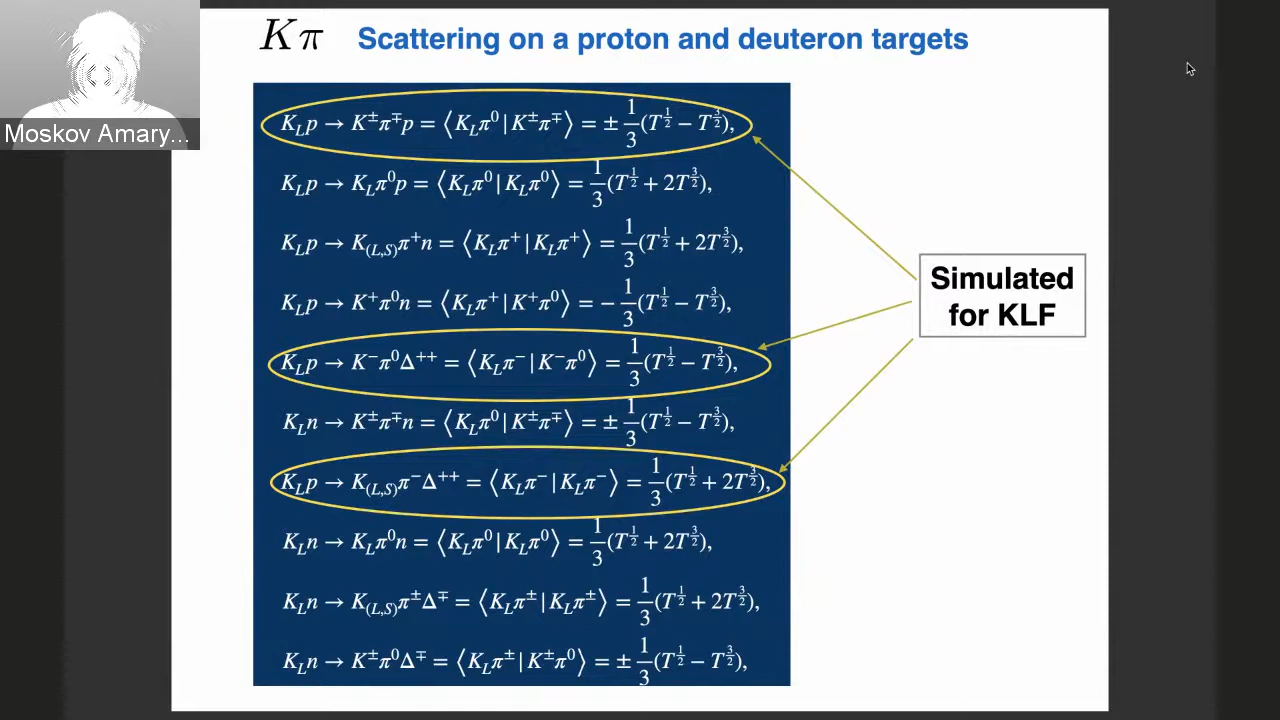 Moskov Amary...
Kπ Scattering on a proton and deuteron targets
K_L p → K^± π^∓ p = ⟨K_L π^0 | K^± π^∓⟩ = ± 1/3 (T^{1/2} − T^{3/2}),
K_L p → K_L π^0 p = ⟨K_L π^0 | K_L π^0⟩ = 1/3 (T^{1/2} + 2T^{3/2}),
K_L p → K_(L,S) π^+ n = ⟨K_L π^+ | K_L π^+⟩ = 1/3 (T^{1/2} + 2T^{3/2}),
K_L p → K^+ π^0 n = ⟨K_L π^+ | K^+ π^0⟩ = − 1/3 (T^{1/2} − T^{3/2}),
K_L p → K^− π^0 Δ^{++} = ⟨K_L π^− | K^− π^0⟩ = 1/3 (T^{1/2} − T^{3/2}),
K_L n → K^± π^∓ n = ⟨K_L π^0 | K^± π^∓⟩ = ± 1/3 (T^{1/2} − T^{3/2}),
K_L p → K_(L,S) π^− Δ^{++} = ⟨K_L π^− | K_L π^−⟩ = 1/3 (T^{1/2} + 2T^{3/2}),
K_L n → K_L π^0 n = ⟨K_L π^0 | K_L π^0⟩ = 1/3 (T^{1/2} + 2T^{3/2}),
K_L n → K_(L,S) π^± Δ^∓ = ⟨K_L π^± | K_L π^±⟩ = 1/3 (T^{1/2} + 2T^{3/2}),
K_L n → K^± π^0 Δ^∓ = ⟨K_L π^± | K^± π^0⟩ = ± 1/3 (T^{1/2} − T^{3/2}),
Simulated
for KLF